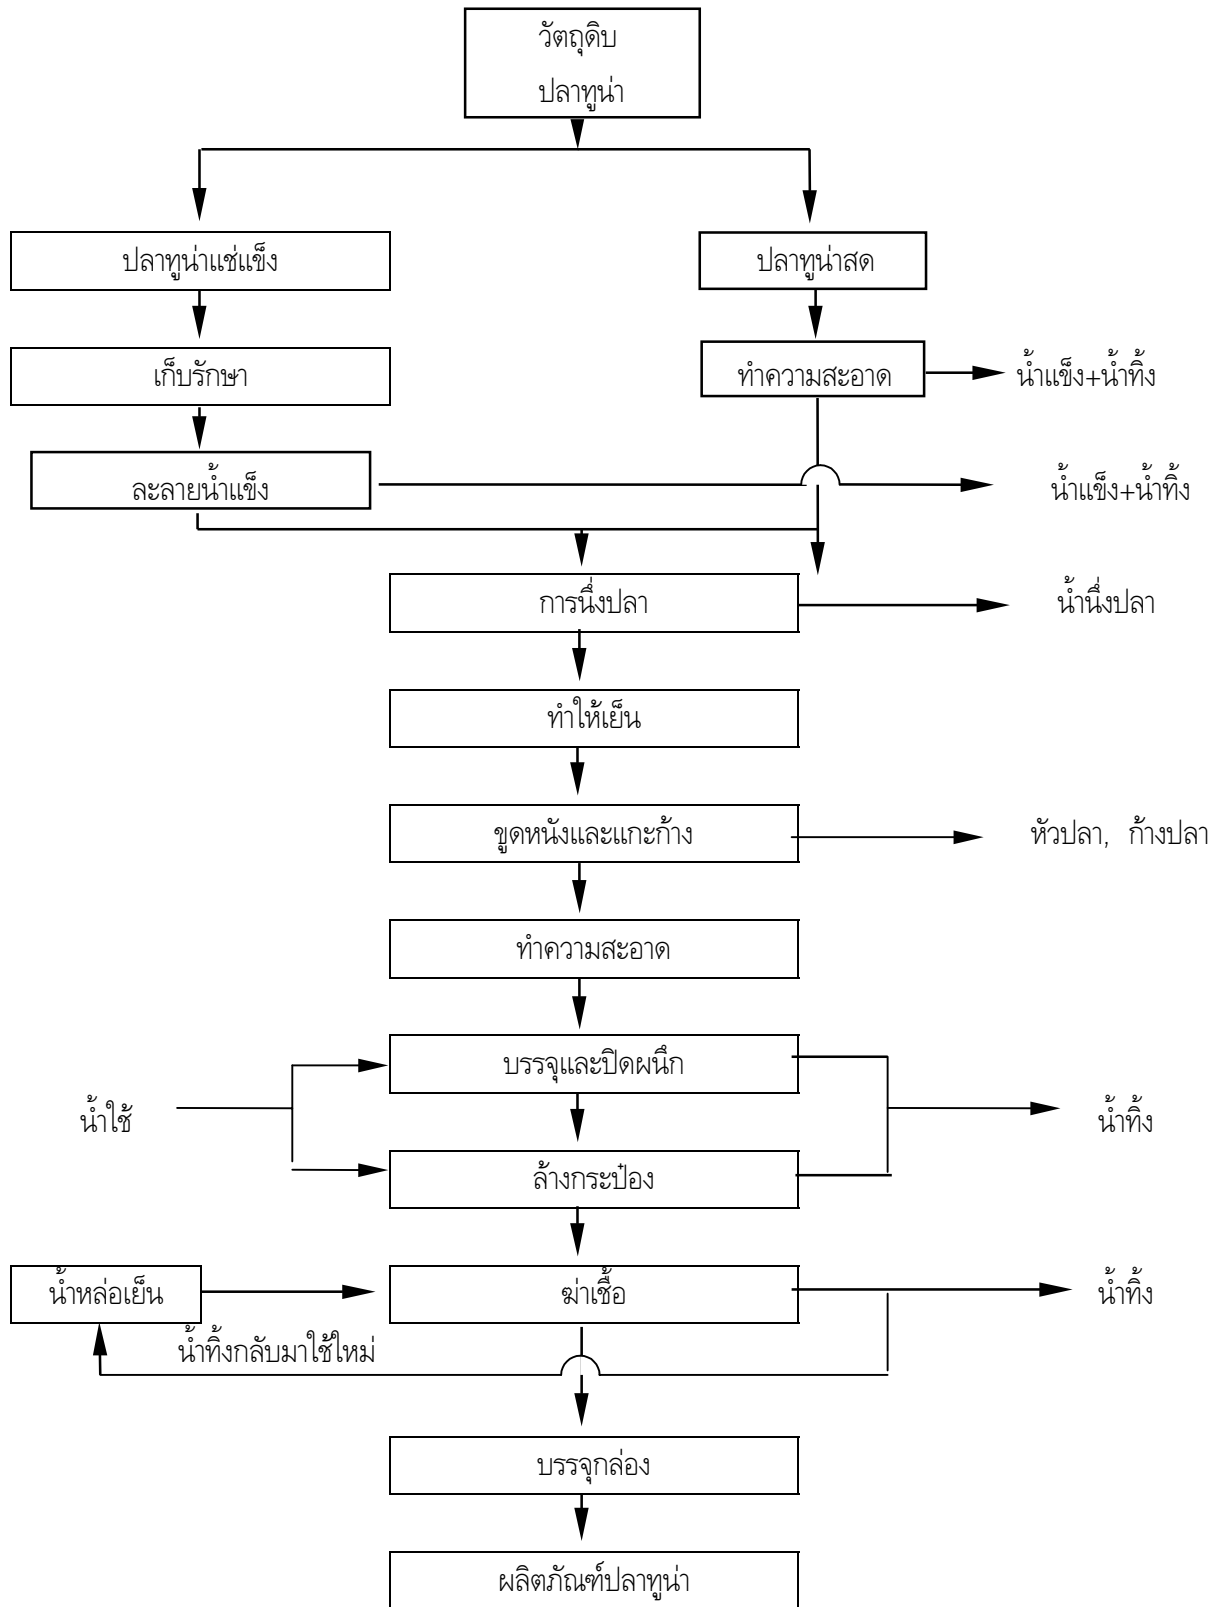 วัตถุดิบ
ปลาทูน่า
ปลาทูน่าแช่แข็ง
ปลาทูน่าสด
เก็บรักษา
ทำความสะอาด
น้ำแข็ง+น้ำทิ้ง
ละลายน้ำแข็ง
น้ำแข็ง+น้ำทิ้ง
การนึ่งปลา
น้ำนึ่งปลา
ทำให้เย็น
ขูดหนังและแกะก้าง
หัวปลา, ก้างปลา
ทำความสะอาด
บรรจุและปิดผนึก
น้ำใช้
น้ำทิ้ง
ล้างกระป๋อง
น้ำหล่อเย็น
ฆ่าเชื้อ
น้ำทิ้ง
น้ำทิ้งกลับมาใช้ใหม่
บรรจุกล่อง
ผลิตภัณฑ์ปลาทูน่า